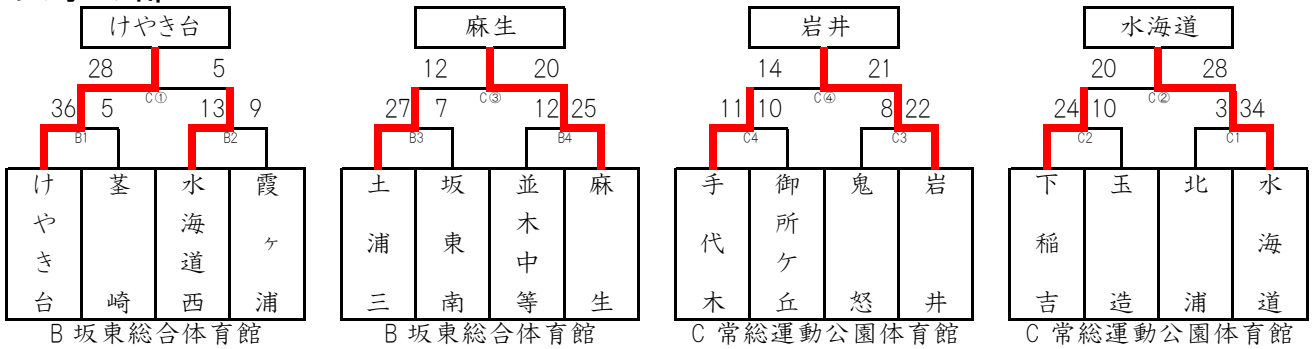 けやき台 麻生 岩井 水海道
28 5 12 20 14 21 20 28
C① C③ C④ C②
36 5 13 9 27 7 12 25 11 10 8 22 24 10 3 34
B1 B2 B3 B4 C4 C3 C2 C1
けやき台 茎崎 水海道西 霞ヶ浦 土浦三 坂東南 並木中等 麻生 手代木 御所ケ丘 鬼怒 岩井 下稲吉 玉造 北浦 水海道
B 坂東総合体育館 B 坂東総合体育館 C 常総運動公園体育館 C 常総運動公園体育館